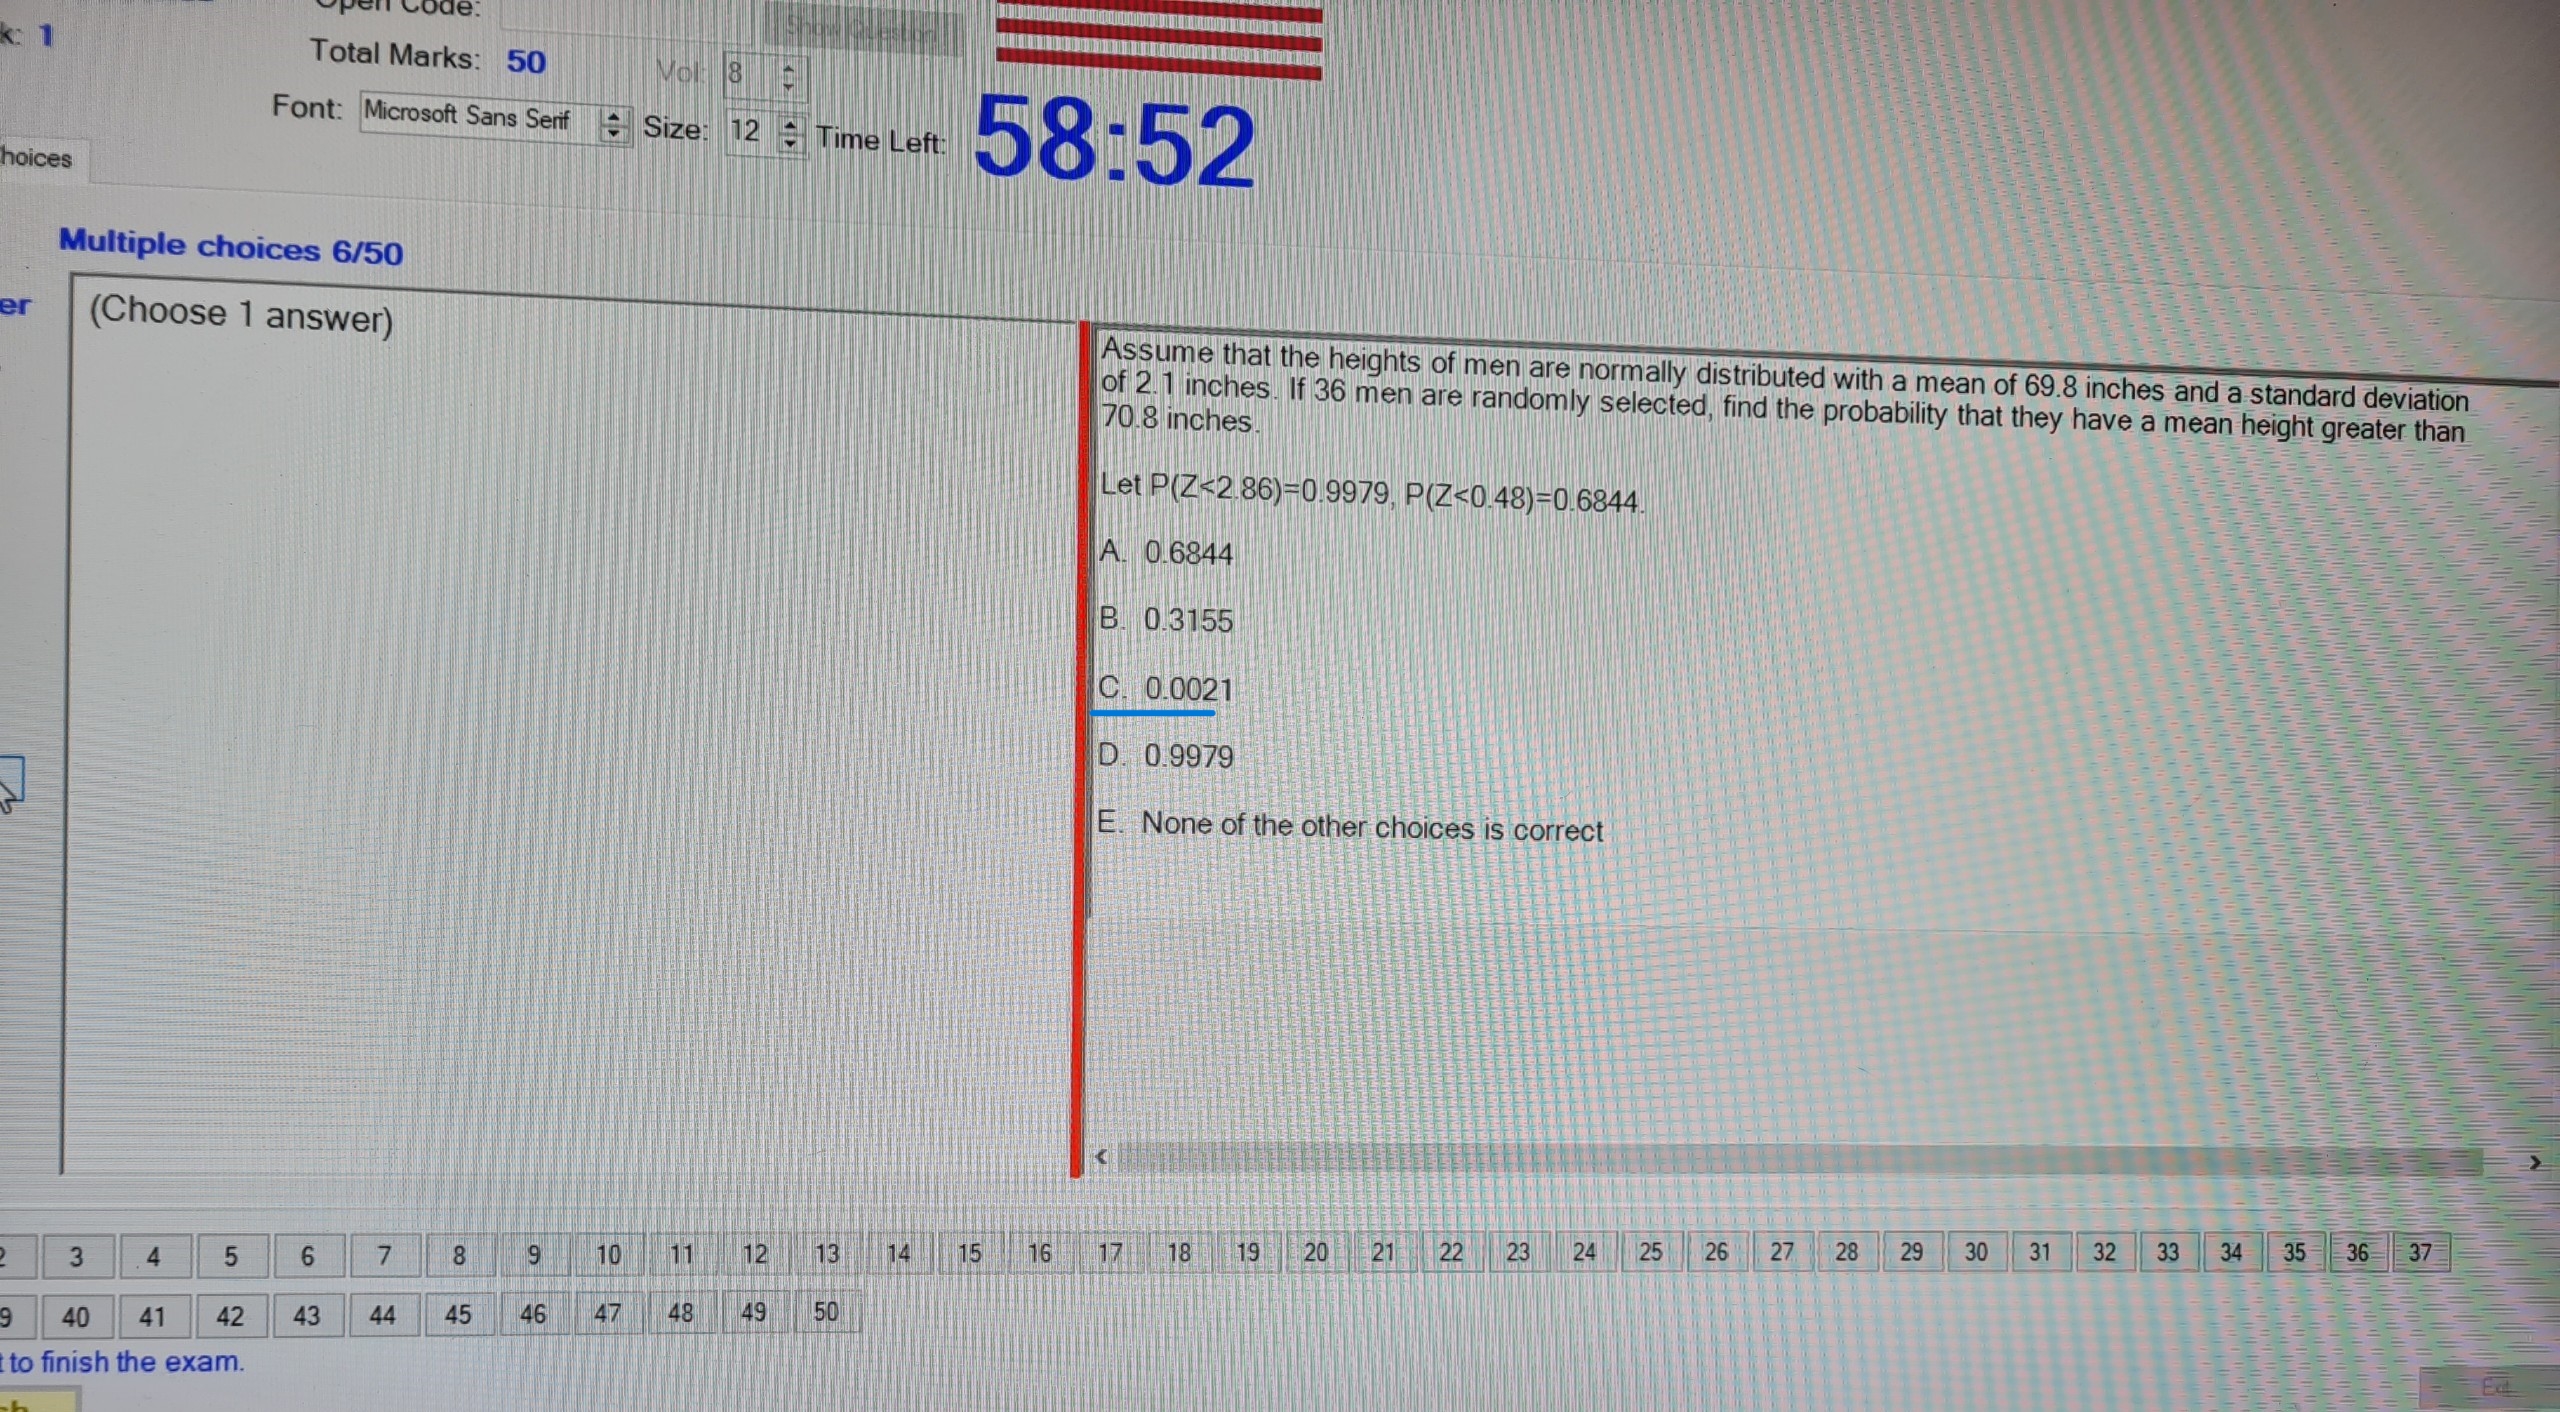 Open Code:
Show Question
k: 1
Total Marks: 50
Vol: 8
Font: Microsoft Sans Serif Size: 12 Time Left: 58:52
hoices
Multiple choices 6/50
er
(Choose 1 answer)
Assume that the heights of men are normally distributed with a mean of 69.8 inches and a standard deviation
of 2.1 inches. If 36 men are randomly selected, find the probability that they have a mean height greater than
70.8 inches.
Let P(Z<2.86)=0.9979, P(Z<0.48)=0.6844.
A. 0.6844
B. 0.3155
C. 0.0021
D. 0.9979
E. None of the other choices is correct
2 3 4 5 6 7 8 9 10 11 12 13 14 15 16 17 18 19 20 21 22 23 24 25 26 27 28 29 30 31 32 33 34 35 36 37
9 40 41 42 43 44 45 46 47 48 49 50
t to finish the exam.
Exit
sh